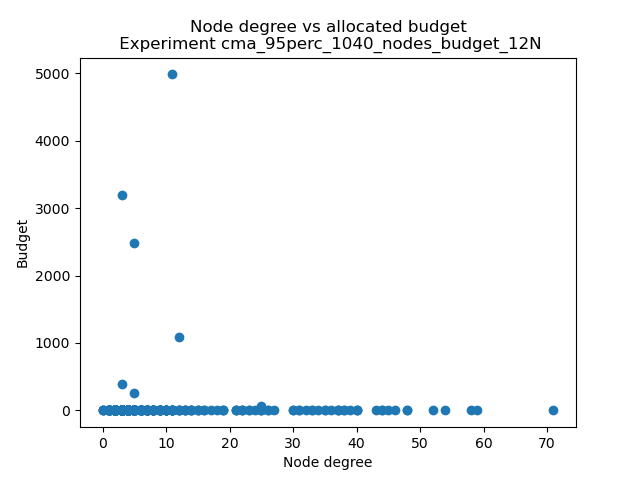 Node degree vs allocated budget
Experiment cma_95perc_1040_nodes_budget_12N
5000
4000
3000
2000
1000
0
Budget
0 10 20 30 40 50 60 70
Node degree